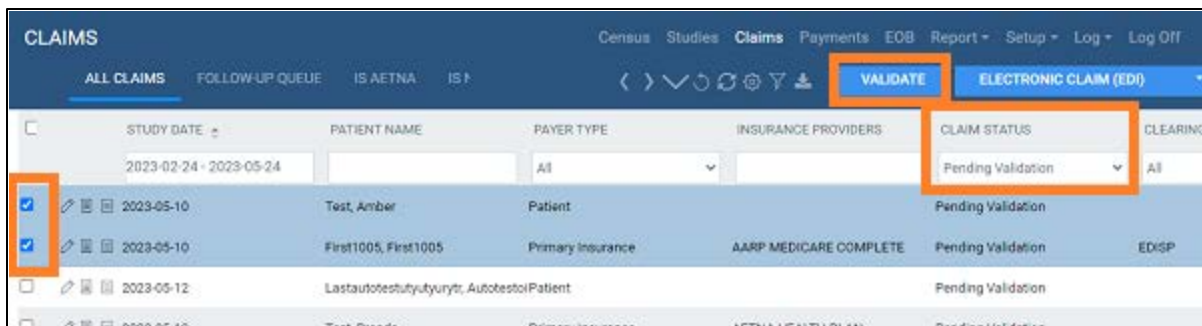 CLAIMS Census Studies Claims Payments EOB Report Setup Log Log Off
ALL CLAIMS FOLLOW-UP QUEUE IS AETNA VALIDATE ELECTRONIC CLAIM (EDI)
STUDY DATE PATIENT NAME PAYER TYPE INSURANCE PROVIDERS CLAIM STATUS CLEARING
2023-02-24 - 2023-05-24 All Pending Validation All
2023-05-10 Test, Amber Patient Pending Validation
2023-05-10 First1005, First1005 Primary Insurance AARP MEDICARE COMPLETE Pending Validation EDISP
2023-05-12 Patient Pending Validation